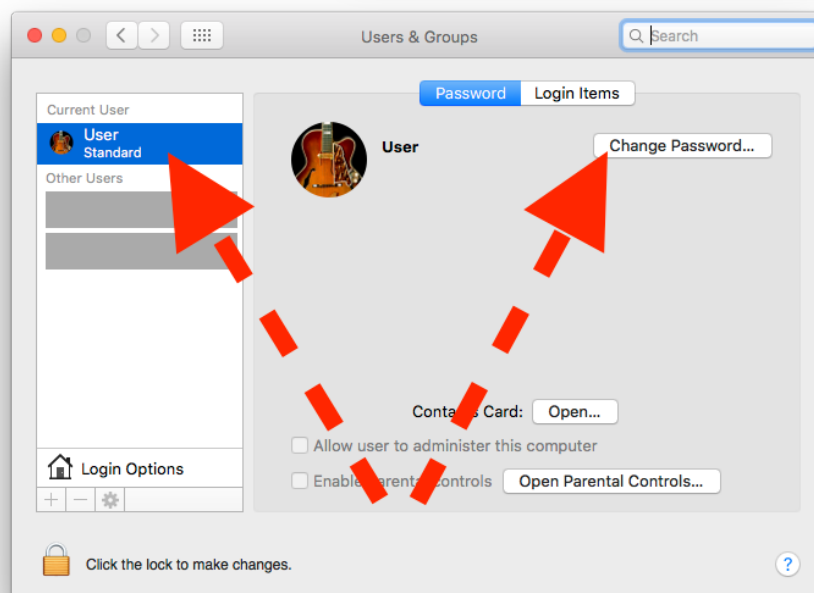 Users & Groups
Search
Password
Login Items
Current User
User
Standard
Other Users
User
Change Password...
Contacts Card:
Open...
Allow user to administer this computer
Enable Parental Controls
Open Parental Controls...
Login Options
Click the lock to make changes.
?